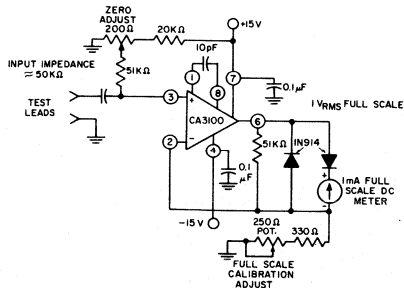 ZERO
ADJUST
200Ω
20KΩ
+15V
10pF
INPUT IMPEDANCE
≈ 50KΩ
51KΩ
1
8
7
0.1μF
3
+
CA3100
1 VRMS FULL SCALE
TEST
LEADS
2
-
6
4
51KΩ
1N914
0.1
μF
+
1mA FULL
SCALE DC
METER
-
-15V
250Ω
POT.
330Ω
FULL SCALE
CALIBRATION
ADJUST